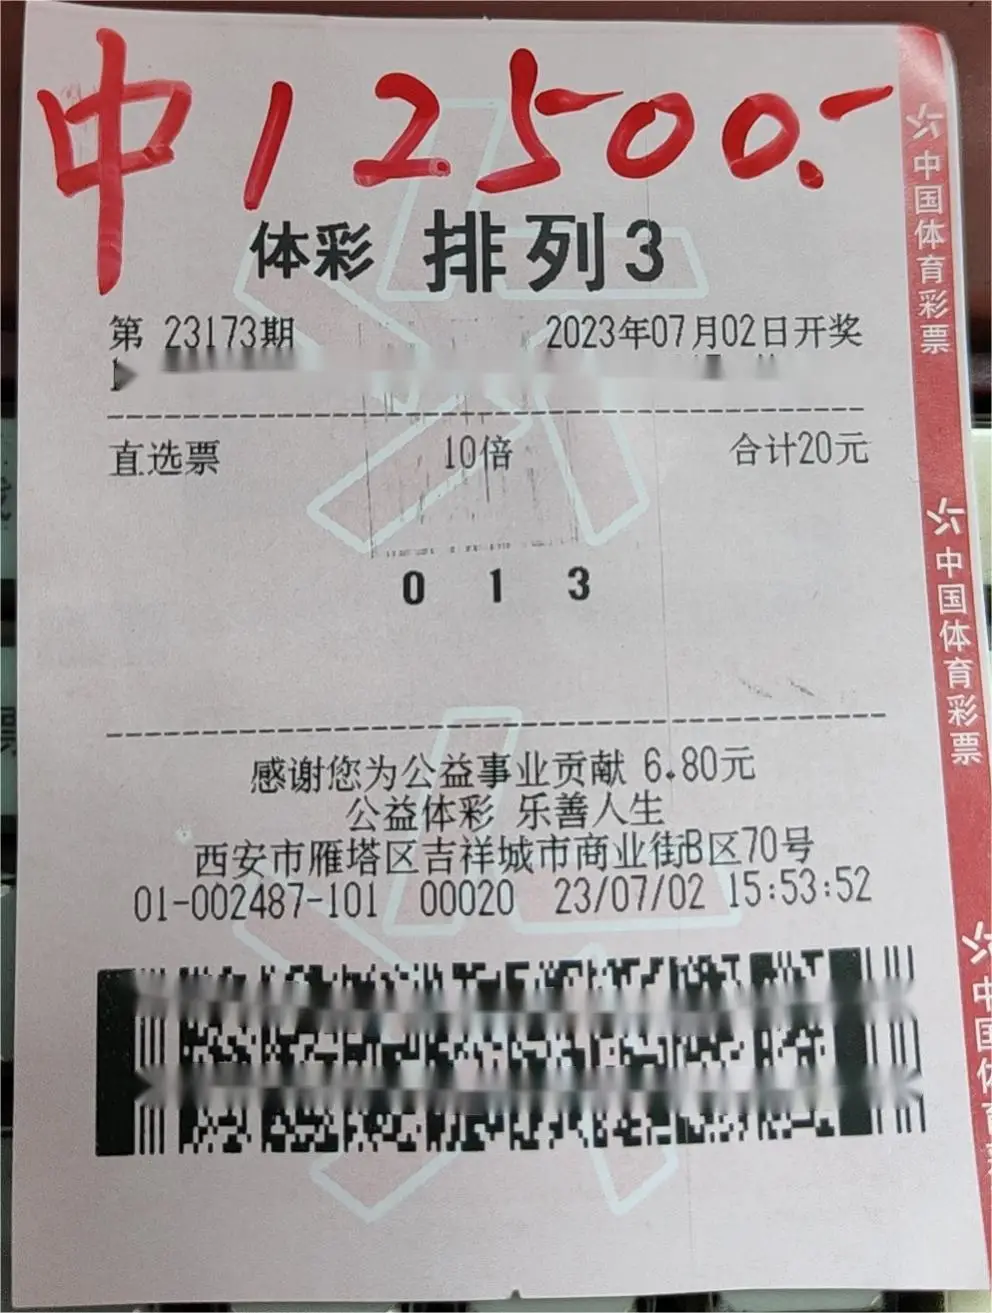 中12500.-
体彩 排列3
第 23173期 2023年07月02日开奖
直选票 10倍 合计20元
0 1 3
感谢您为公益事业贡献 6.80元
公益体彩 乐善人生
西安市雁塔区吉祥城市商业街B区70号
01-002487-101 00020 23/07/02 15:53:52
中国体育彩票
中国体育彩票
中国体育